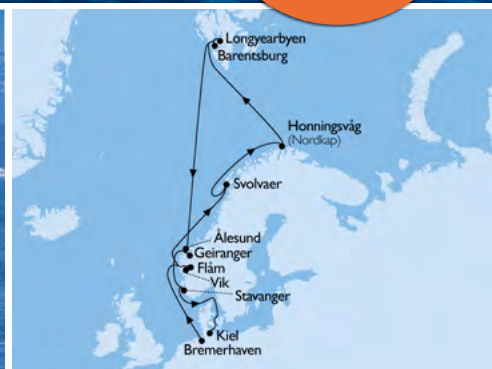 Longyearbyen
Barentsburg
Honningsvåg
(Nordkap)
Svolvaer
Ålesund
Geiranger
Flåm
Vik
Stavanger
Kiel
Bremerhaven